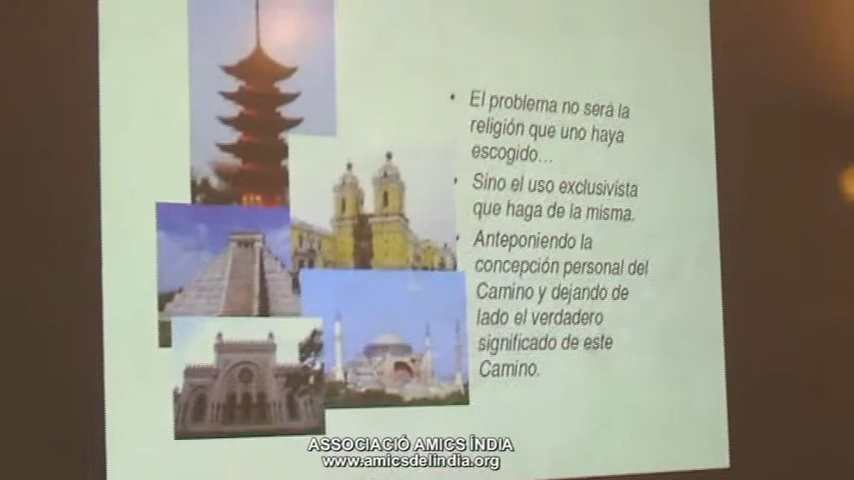 • El problema no será la
religión que uno haya
escogido...
• Sino el uso exclusivista
que haga de la misma.
• Anteponiendo la
concepción personal del
Camino y dejando de
lado el verdadero
significado de este
Camino.
ASSOCIACIÓ AMICS ÍNDIA
www.amicsdelindia.org